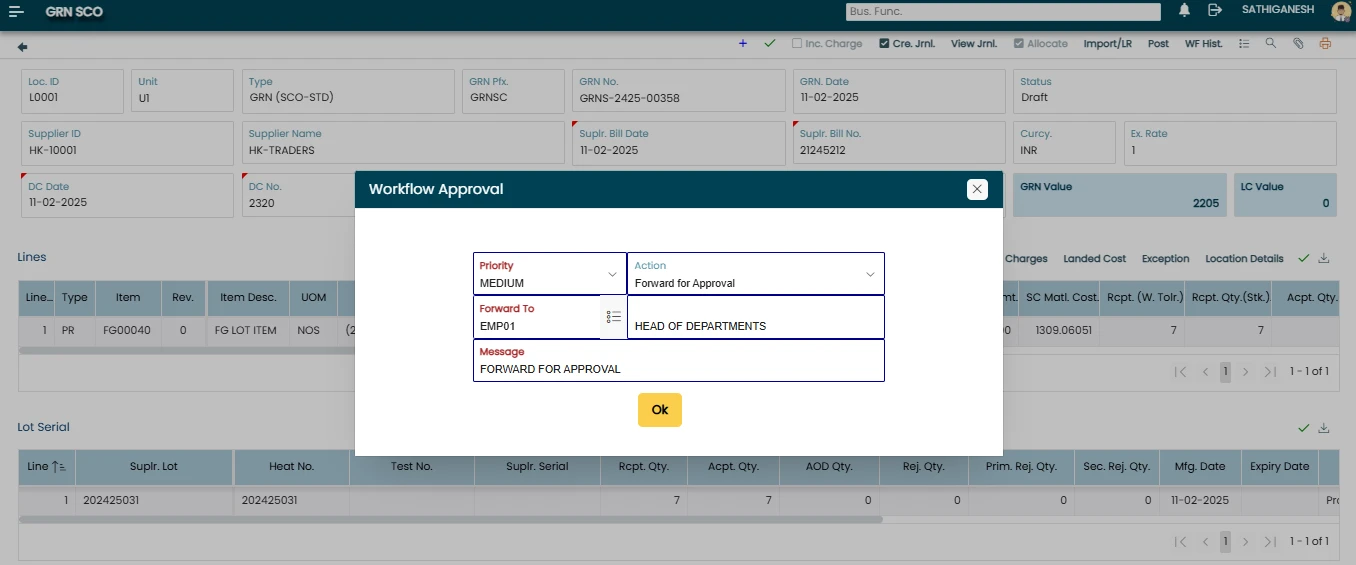 GRN SCO
Bus. Func.
SATHIGANESH
Inc. Charge
Cre. Jrnl.
View Jrnl.
Allocate
Import/LR
Post
WF Hist.
Loc. ID
L0001
Unit
U1
Type
GRN (SCO-STD)
GRN Pfx.
GRNSC
GRN No.
GRNS-2425-00358
GRN. Date
11-02-2025
Status
Draft
Supplier ID
HK-10001
Supplier Name
HK-TRADERS
Suplr. Bill Date
11-02-2025
Suplr. Bill No.
21245212
Curcy.
INR
Ex. Rate
1
DC Date
11-02-2025
DC No.
2320
GRN Value
2205
LC Value
0
Workflow Approval
Priority
MEDIUM
Action
Forward for Approval
Forward To
EMP01
HEAD OF DEPARTMENTS
Message
FORWARD FOR APPROVAL
Ok
Lines
Charges
Landed Cost
Exception
Location Details
Line... Type Item Rev. Item Desc. UOM SC Matl. Cost. Rcpt. (W. Tolr.) Rcpt. Qty.(Stk.) Acpt. Qty.
1 PR FG00040 0 FG LOT ITEM NOS (2 1309.06051 7 7
1 1 - 1 of 1
Lot Serial
Line Suplr. Lot Heat No. Test No. Suplr. Serial Rcpt. Qty. Acpt. Qty. AOD Qty. Rej. Qty. Prim. Rej. Qty. Sec. Rej. Qty. Mfg. Date Expiry Date
1 202425031 202425031 7 7 0 0 0 0 11-02-2025
1 1 - 1 of 1